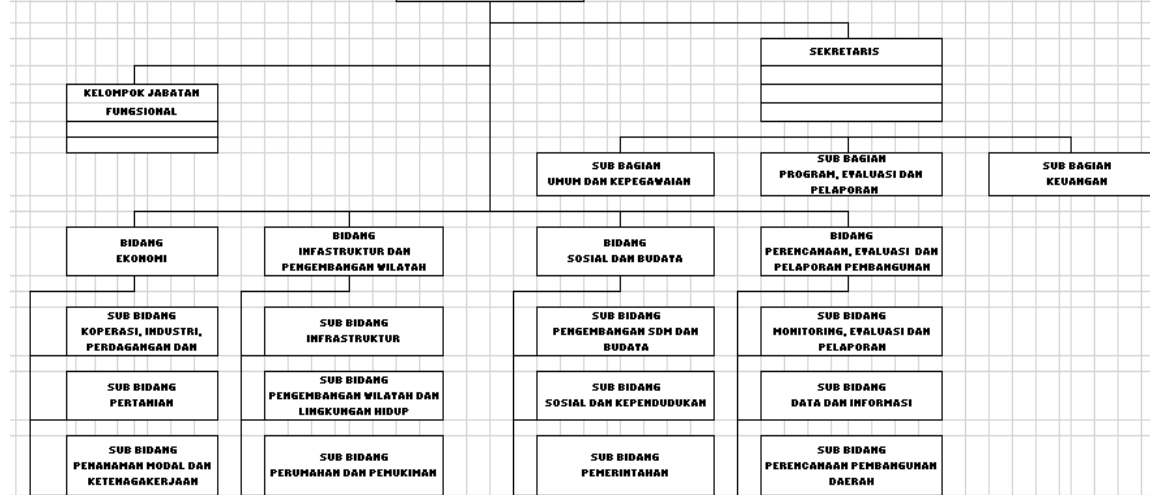 SEKRETARIS
KELOMPOK JABATAN
FUNGSIONAL
SUB BAGIAN
UMUM DAN KEPEGAWAIAN
SUB BAGIAN
PROGRAM, EVALUASI DAN
PELAPORAN
SUB BAGIAN
KEUANGAN
BIDANG
EKONOMI
BIDANG
INFASTRUKTUR DAN
PENGEMBANGAN WILAYAH
BIDANG
SOSIAL DAN BUDAYA
BIDANG
PERENCANAAN, EVALUASI DAN
PELAPORAN PEMBANGUNAN
SUB BIDANG
KOPERASI, INDUSTRI,
PERDAGANGAN DAN
SUB BIDANG
INFRASTRUKTUR
SUB BIDANG
PENGEMBANGAN SDM DAN
BUDAYA
SUB BIDANG
MONITORING, EVALUASI DAN
PELAPORAN
SUB BIDANG
PERTANIAN
SUB BIDANG
PENGEMBANGAN WILAYAH DAN
LINGKUNGAN HIDUP
SUB BIDANG
SOSIAL DAN KEPENDUDUKAN
SUB BIDANG
DATA DAN INFORMASI
SUB BIDANG
PENANAMAN MODAL DAN
KETENAGAKERJAAN
SUB BIDANG
PERUMAHAN DAN PEMUKIMAN
SUB BIDANG
PEMERINTAHAN
SUB BIDANG
PERENCANAAN PEMBANGUNAN
DAERAH